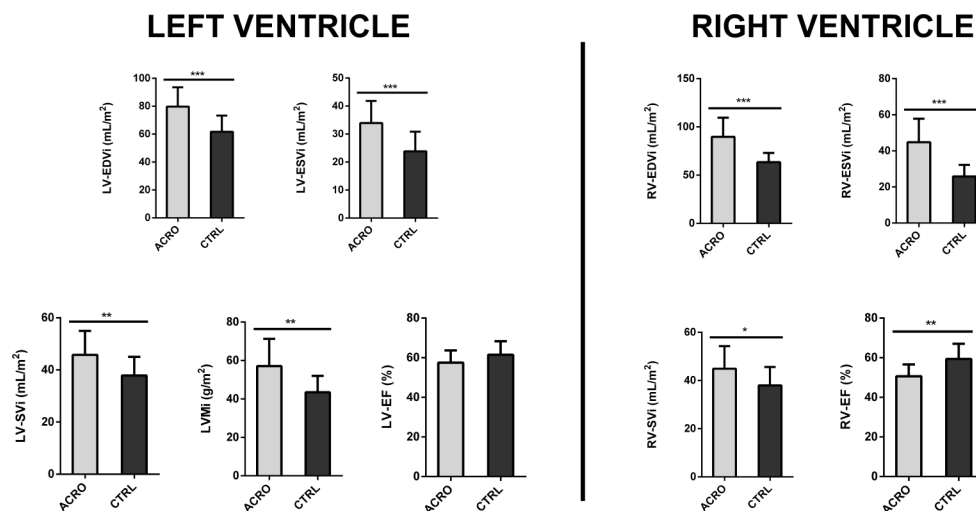 LEFT VENTRICLE
RIGHT VENTRICLE
LV-EDVi (mL/m²)
100
80
60
40
20
0
***
ACRO
CTRL
LV-ESVi (mL/m²)
50
40
30
20
10
0
***
ACRO
CTRL
RV-EDVi (mL/m²)
150
100
50
0
***
ACRO
CTRL
RV-ESVi (mL/m²)
80
60
40
20
0
***
ACRO
CTRL
LV-SVi (mL/m²)
60
40
20
0
**
ACRO
CTRL
LVMi (g/m²)
80
60
40
20
0
**
ACRO
CTRL
LV-EF (%)
80
60
40
20
0
ACRO
CTRL
RV-SVi (mL/m²)
60
40
20
0
*
ACRO
CTRL
RV-EF (%)
80
60
40
20
0
**
ACRO
CTRL